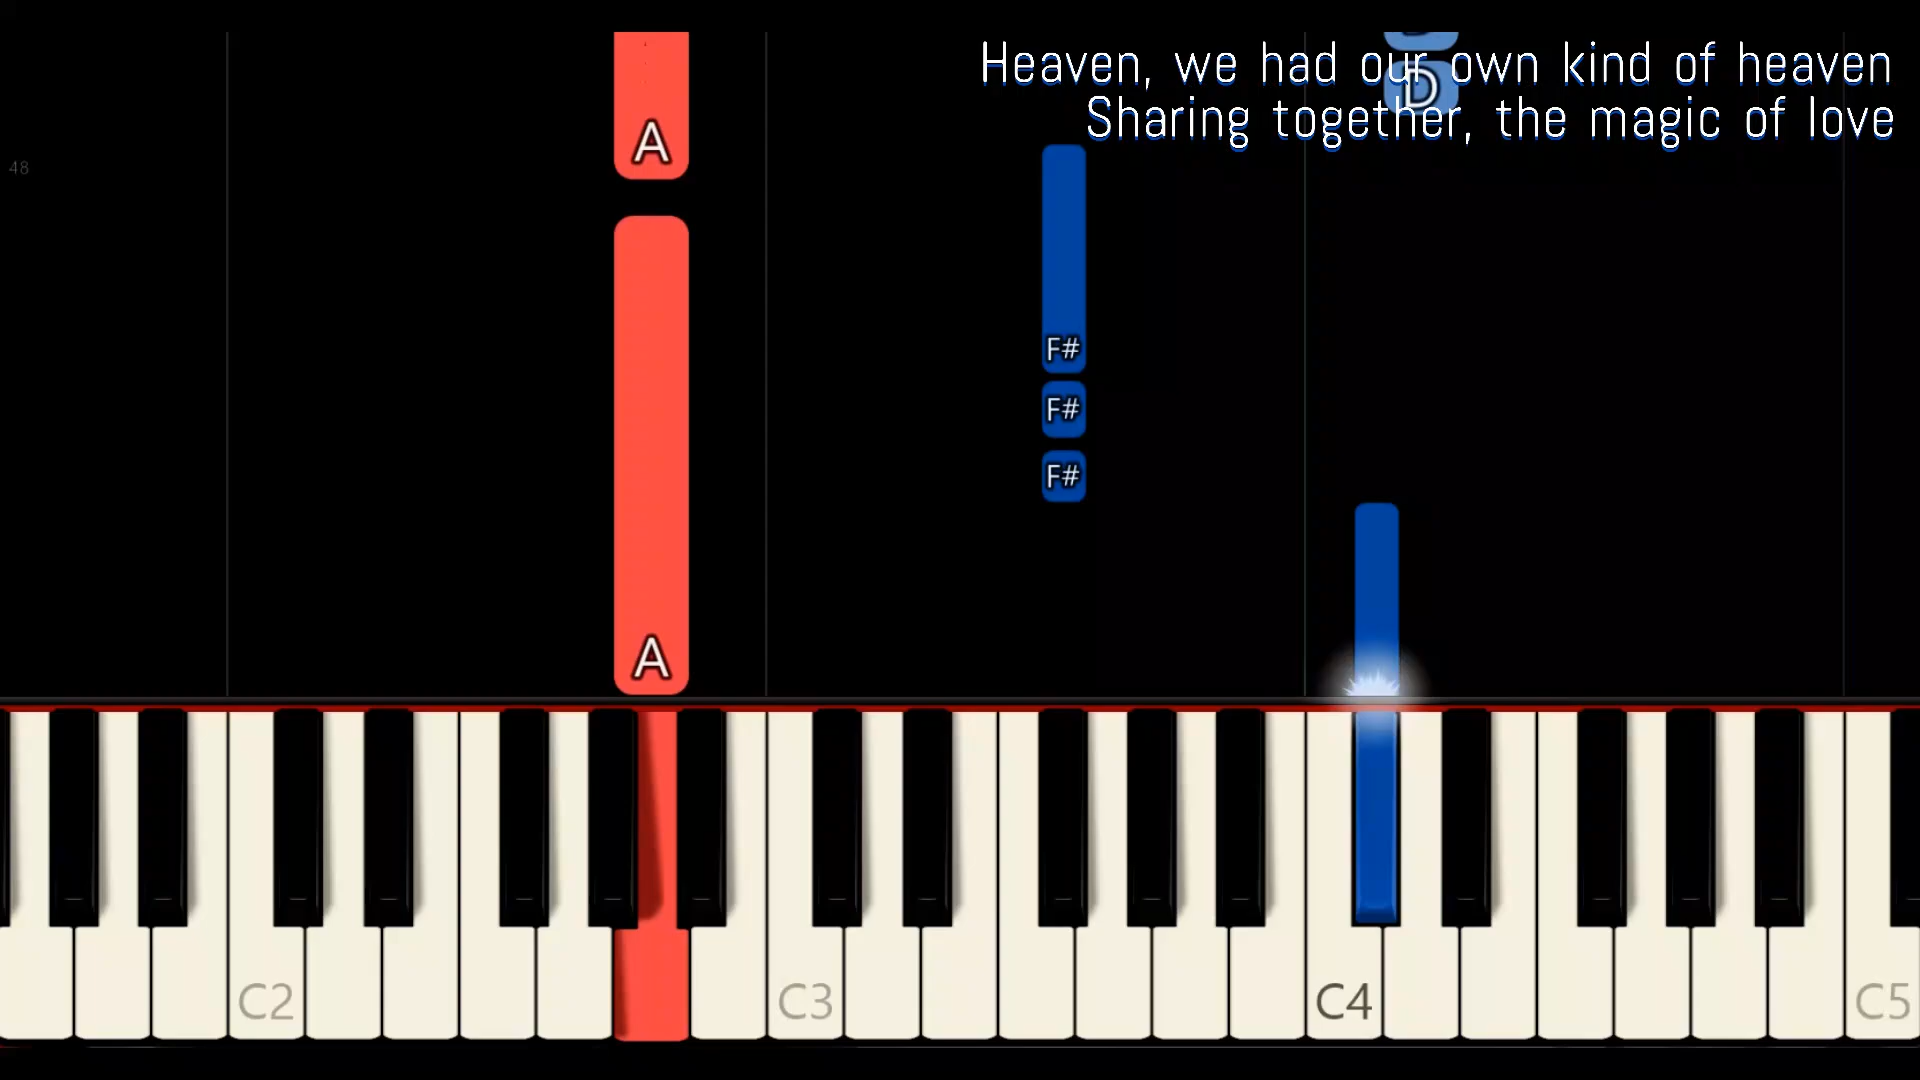 Heaven, we had our own kind of heaven
Sharing together, the magic of love
D
A
48
F#
F#
F#
A
C2
C3
C4
C5